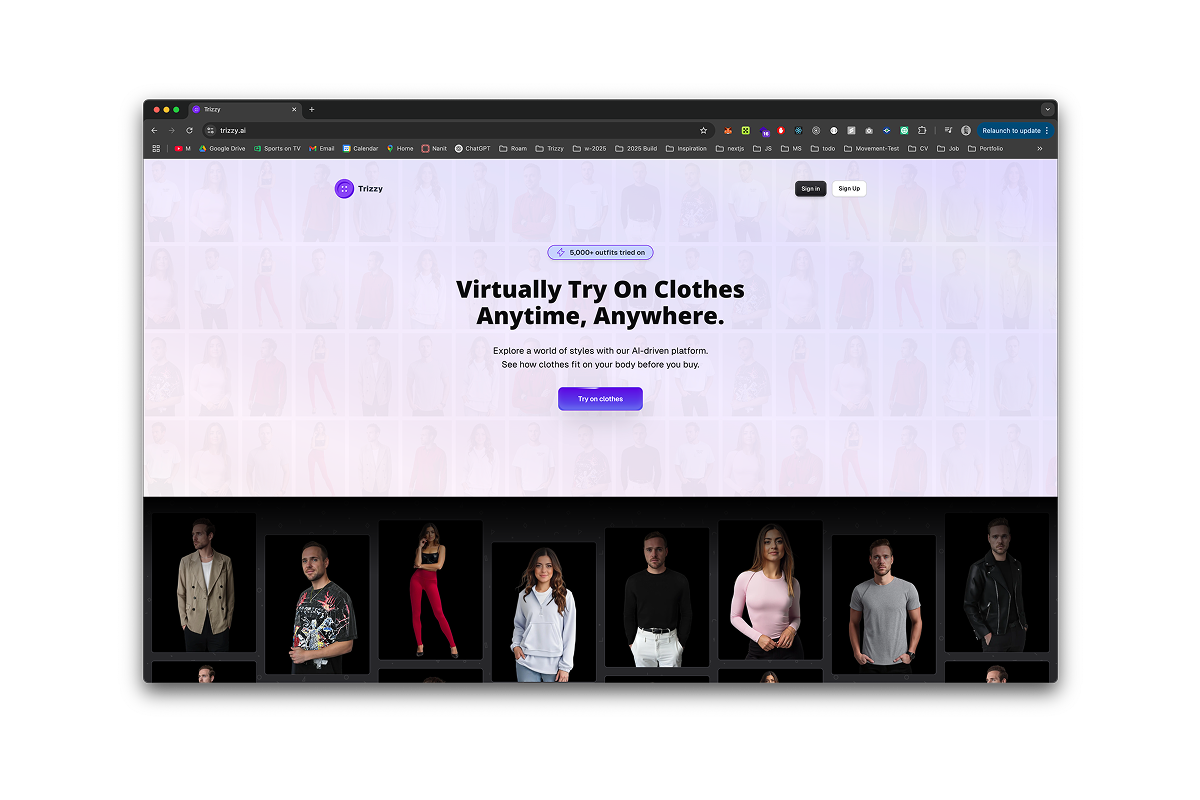 Trizzy
trizzy.ai
Relaunch to update
M
Google Drive
Sports on TV
Email
Calendar
Home
Nanit
ChatGPT
Roam
Trizzy
w-2025
2025 Build
Inspiration
nextjs
JS
MS
todo
Movement-Test
CV
Job
Portfolio
Trizzy
Sign in
Sign Up
5,000+ outfits tried on
Virtually Try On Clothes
Anytime, Anywhere.
Explore a world of styles with our AI-driven platform.
See how clothes fit on your body before you buy.
Try on clothes